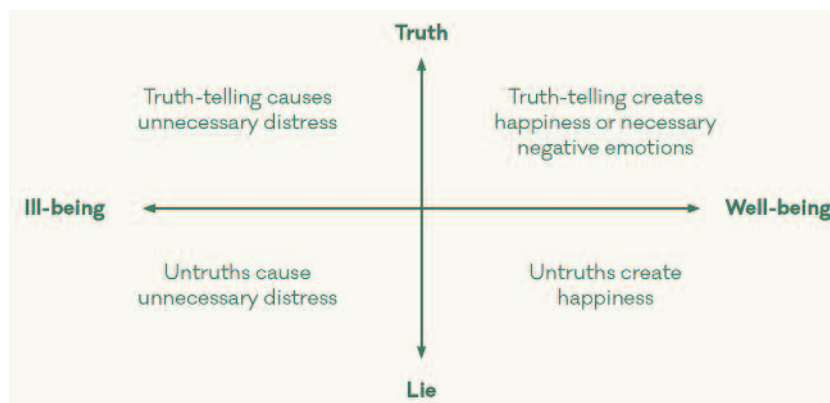 Truth
Truth-telling causes
unnecessary distress
Truth-telling creates
happiness or necessary
negative emotions
Ill-being
Well-being
Untruths cause
unnecessary distress
Untruths create
happiness
Lie